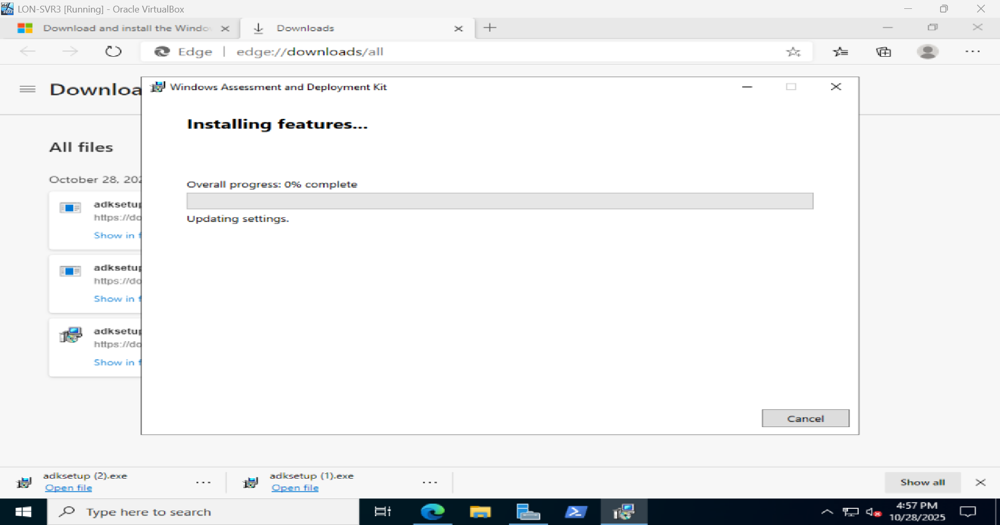 LON-SVR3 [Running] - Oracle VirtualBox
Download and install the Windo
Downloads
Edge | edge://downloads/all
Downloa
Windows Assessment and Deployment Kit
Installing features...
Overall progress: 0% complete
Updating settings.
Cancel
All files
October 28, 202
adksetup
https://do
Show in f
adksetup
https://do
Show in f
adksetup
https://do
Show in f
adksetup (2).exe
Open file
adksetup (1).exe
Open file
Show all
Type here to search
4:57 PM
10/28/2025